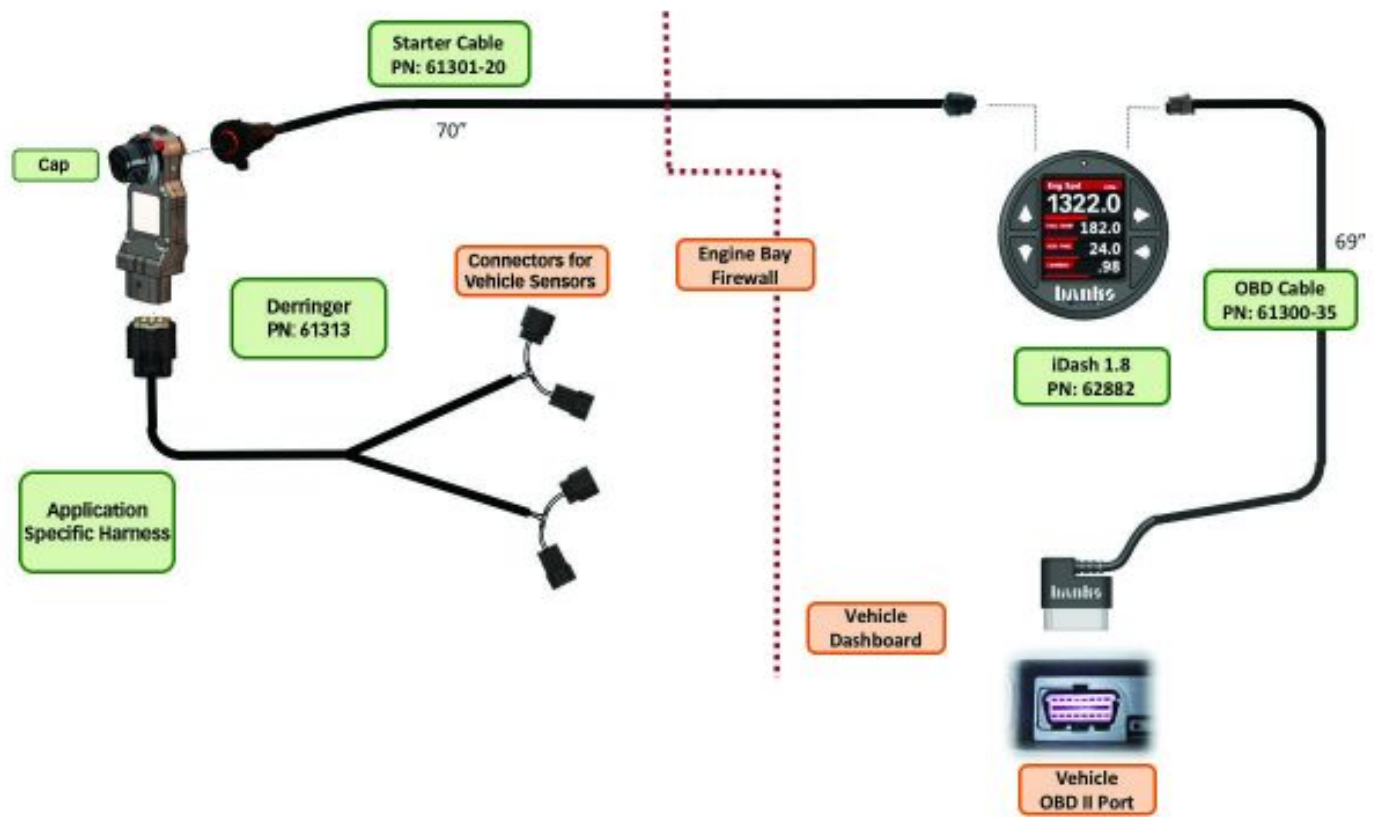 Starter Cable
PN: 61301-20
70"
Cap
Connectors for
Vehicle Sensors
Engine Bay
Firewall
Derringer
PN: 61313
1322.0
182.0
24.0
.98
banks
69"
OBD Cable
PN: 61300-35
iDash 1.8
PN: 62882
Application
Specific Harness
banks
Vehicle
Dashboard
Vehicle
OBD II Port